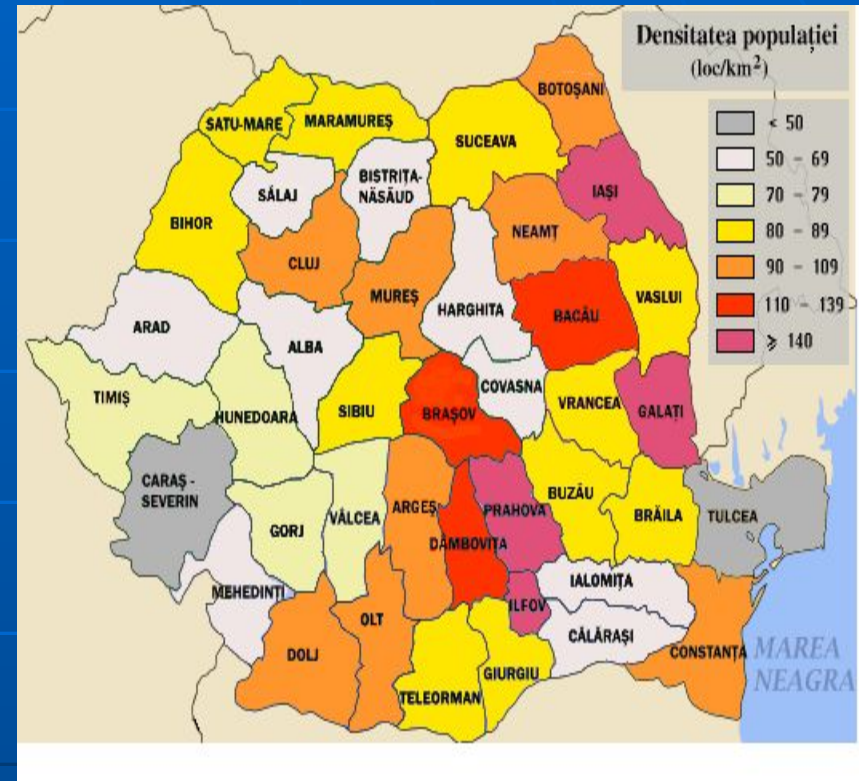 Densitatea populației
(loc/km²)
< 50
50 – 69
70 – 79
80 – 89
90 – 109
110 – 139
⩾ 140
BOTOȘANI
SATU-MARE
MARAMUREȘ
SUCEAVA
IAȘI
SĂLAJ
BISTRIȚA-
NĂSĂUD
BIHOR
NEAMȚ
CLUJ
MUREȘ
VASLUI
HARGHITA
BACĂU
ARAD
ALBA
TIMIȘ
HUNEDOARA
SIBIU
BRAȘOV
COVASNA
VRANCEA
GALAȚI
CARAȘ -
SEVERIN
GORJ
VÂLCEA
ARGEȘ
PRAHOVA
BUZĂU
BRĂILA
TULCEA
DÂMBOVIȚA
MEHEDINȚI
OLT
ILFOV
IALOMIȚA
CĂLĂRAȘI
DOLJ
TELEORMAN
GIURGIU
CONSTANȚA
MAREA
NEAGRA